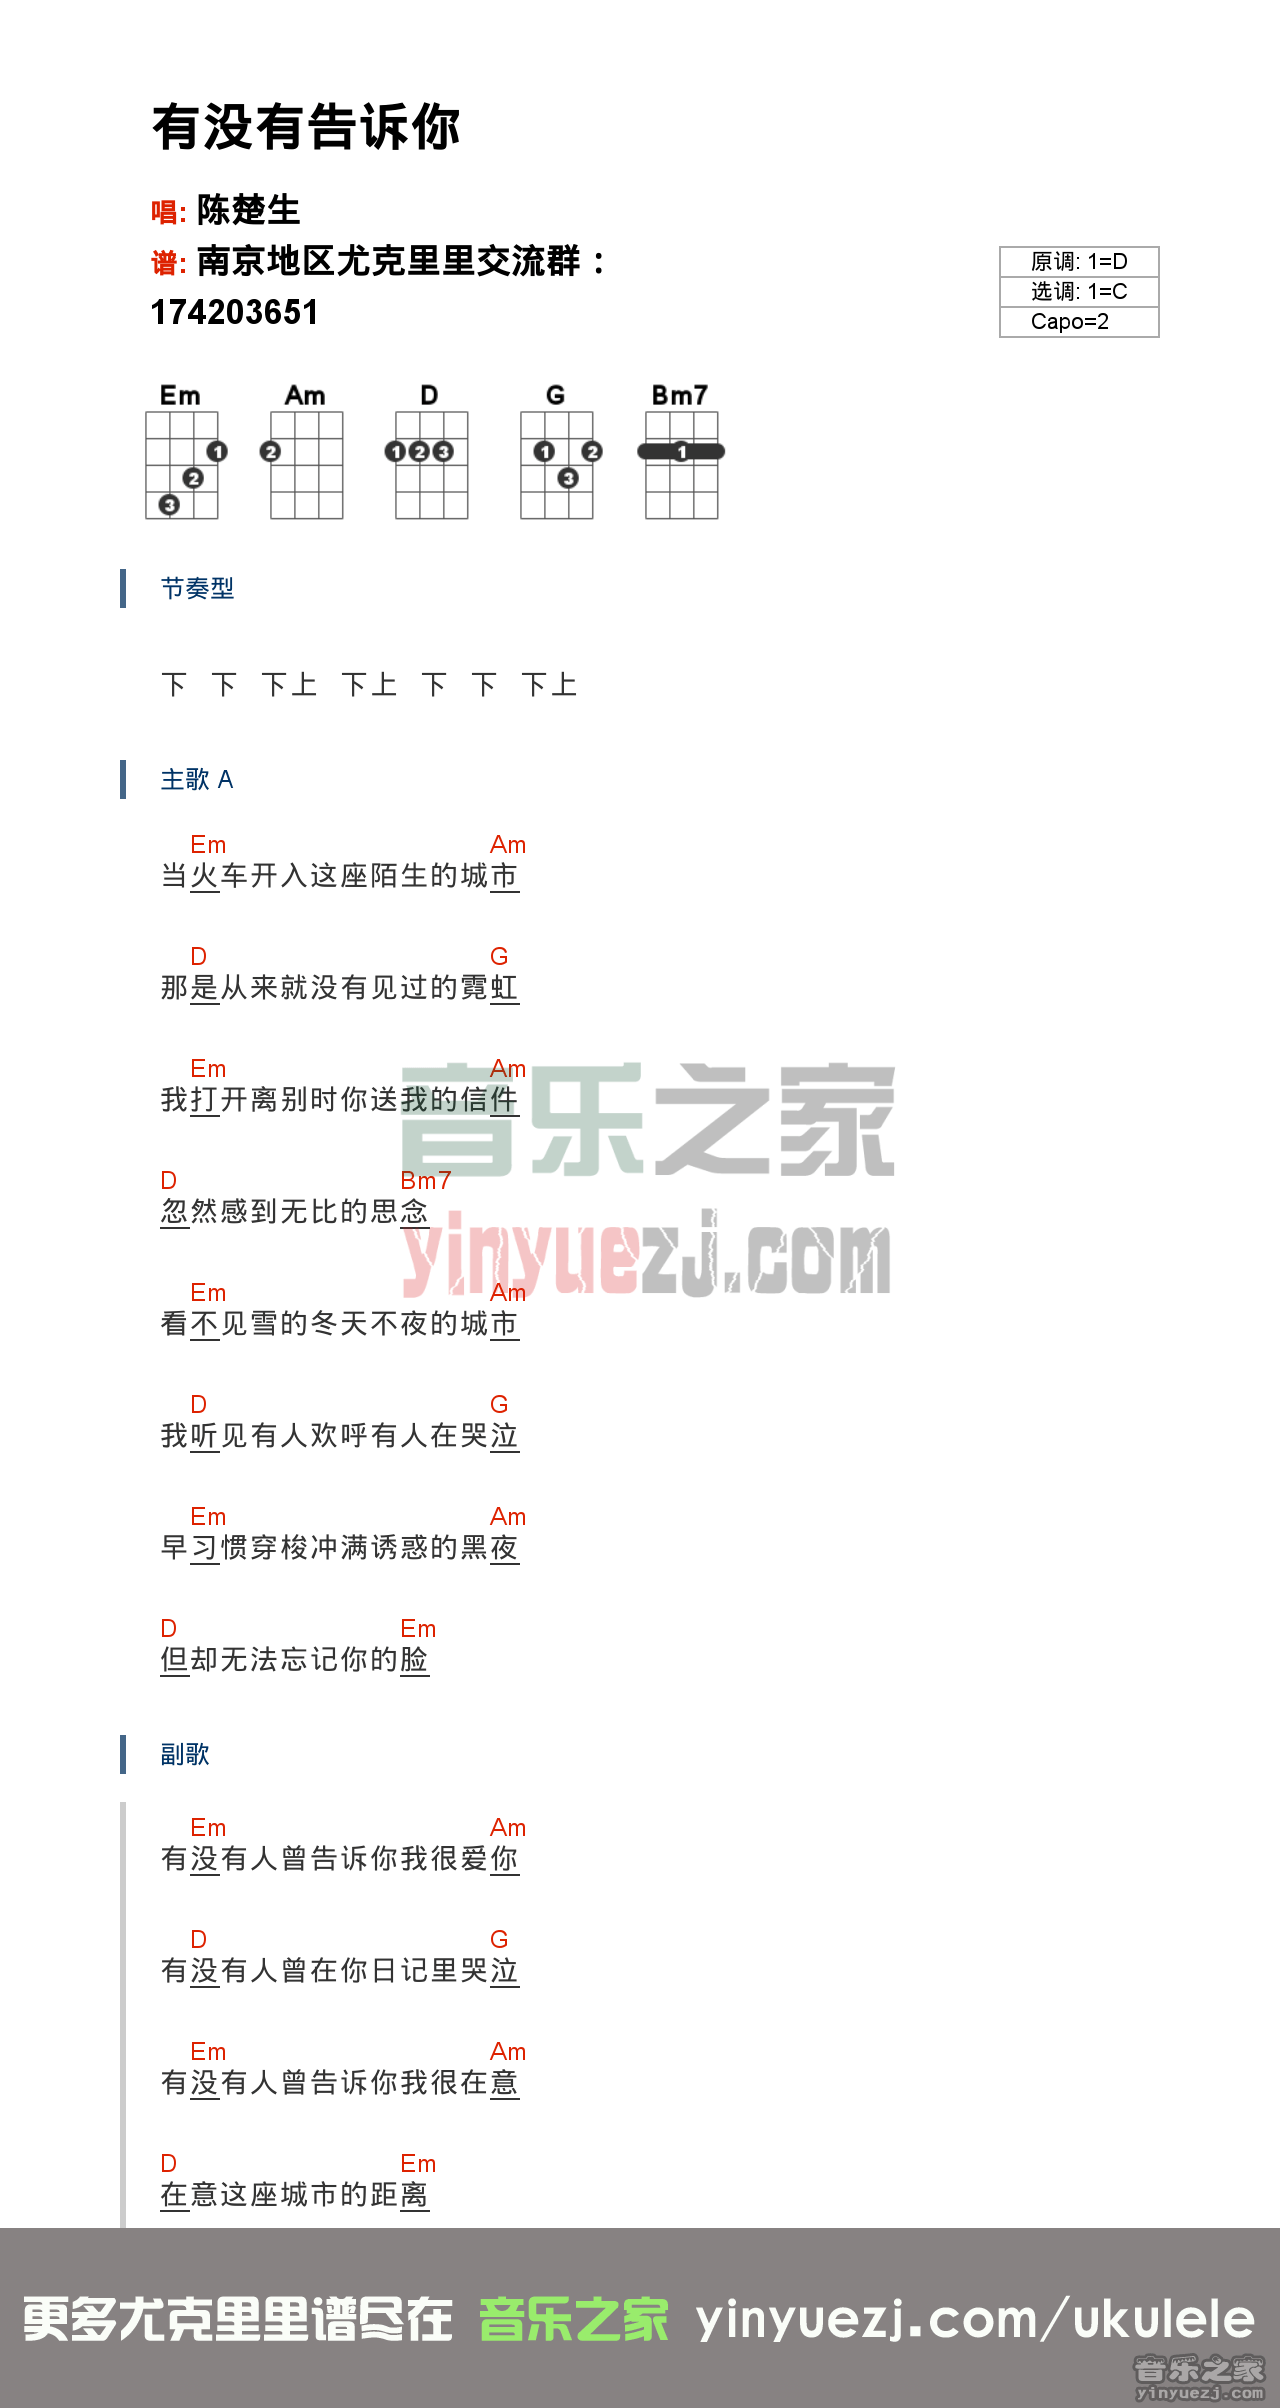 有没有告诉你
唱: 陈楚生
谱: 南京地区尤克里里交流群：
174203651
原调: 1=D
选调: 1=C
Capo=2
Em Am D G Bm7
1 2 3 2 1 2 3 1 2 3 1
节奏型
下 下 下上 下上 下 下 下上
主歌 A
Em Am
当火车开入这座陌生的城市
D G
那是从来就没有见过的霓虹
Em Am
我打开离别时你送我的信件
D Bm7
忽然感到无比的思念
Em Am
看不见雪的冬天不夜的城市
D G
我听见有人欢呼有人在哭泣
Em Am
早习惯穿梭冲满诱惑的黑夜
D Em
但却无法忘记你的脸
副歌
Em Am
有没有人曾告诉你我很爱你
D G
有没有人曾在你日记里哭泣
Em Am
有没有人曾告诉你我很在意
D Em
在意这座城市的距离
音乐之家
yinyuezj.com
更多尤克里里谱尽在 音乐之家 yinyuezj.com/ukulele
音乐之家
yinyuezj.com